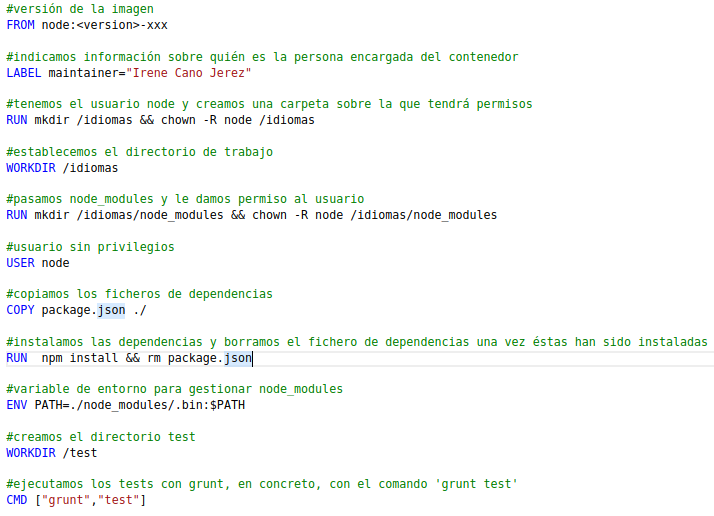 #versión de la imagen
FROM node:<version>-xxx
#indicamos información sobre quién es la persona encargada del contenedor
LABEL maintainer="Irene Cano Jerez"
#tenemos el usuario node y creamos una carpeta sobre la que tendrá permisos
RUN mkdir /idiomas && chown -R node /idiomas
#establecemos el directorio de trabajo
WORKDIR /idiomas
#pasamos node_modules y le damos permiso al usuario
RUN mkdir /idiomas/node_modules && chown -R node /idiomas/node_modules
#usuario sin privilegios
USER node
#copiamos los ficheros de dependencias
COPY package.json ./
#instalamos las dependencias y borramos el fichero de dependencias una vez éstas han sido instaladas
RUN  npm install && rm package.json
#variable de entorno para gestionar node_modules
ENV PATH=./node_modules/.bin:$PATH
#creamos el directorio test
WORKDIR /test
#ejecutamos los tests con grunt, en concreto, con el comando 'grunt test'
CMD ["grunt","test"]